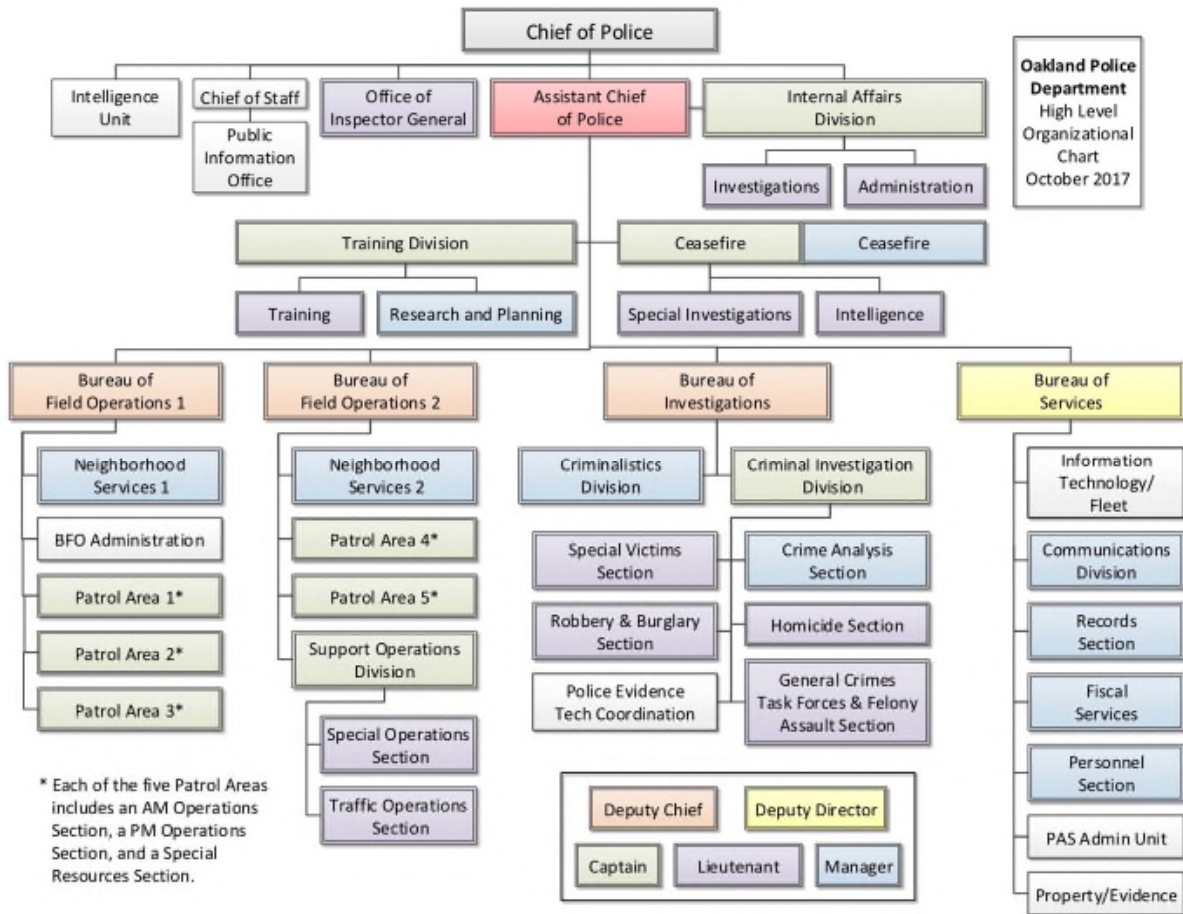 Chief of Police
Oakland Police
Department
High Level
Organizational
Chart
October 2017
Intelligence
Unit
Chief of Staff
Public
Information
Office
Office of
Inspector General
Assistant Chief
of Police
Internal Affairs
Division
Investigations
Administration
Training Division
Ceasefire
Ceasefire
Training
Research and Planning
Special Investigations
Intelligence
Bureau of
Field Operations 1
Bureau of
Field Operations 2
Bureau of
Investigations
Bureau of
Services
Neighborhood
Services 1
BFO Administration
Patrol Area 1*
Patrol Area 2*
Patrol Area 3*
Neighborhood
Services 2
Patrol Area 4*
Patrol Area 5*
Support Operations
Division
Special Operations
Section
Traffic Operations
Section
Criminalistics
Division
Criminal Investigation
Division
Special Victims
Section
Crime Analysis
Section
Robbery & Burglary
Section
Homicide Section
Police Evidence
Tech Coordination
General Crimes
Task Forces & Felony
Assault Section
Information
Technology/
Fleet
Communications
Division
Records
Section
Fiscal
Services
Personnel
Section
PAS Admin Unit
Property/Evidence
* Each of the five Patrol Areas
includes an AM Operations
Section, a PM Operations
Section, and a Special
Resources Section.
Deputy Chief
Deputy Director
Captain
Lieutenant
Manager